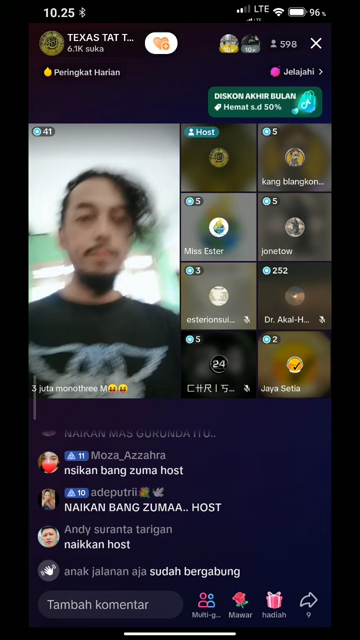 10.25
LTE
96%
TEXAS TAT T...
6.1K suka
10+
10+
598
Peringkat Harian
Jelajahi >
DISKON AKHIR BULAN
Hemat s.d 50%
41
Host
5
kang blangkon...
5
Miss Ester
5
jonetow
3
esterionsui...
252
Dr. Akal-H...
5
24
2
Jaya Setia
3 juta monothree M😝😝
NAIKAN MAS GURUNDA ITU..
11 Moza_Azzahra
nsikan bang zuma host
10 adeputrii💐🕊
NAIKAN BANG ZUMAA.. HOST
Andy suranta tarigan
naikkan host
anak jalanan aja sudah bergabung
Tambah komentar
Multi-g...
Mawar
hadiah
9